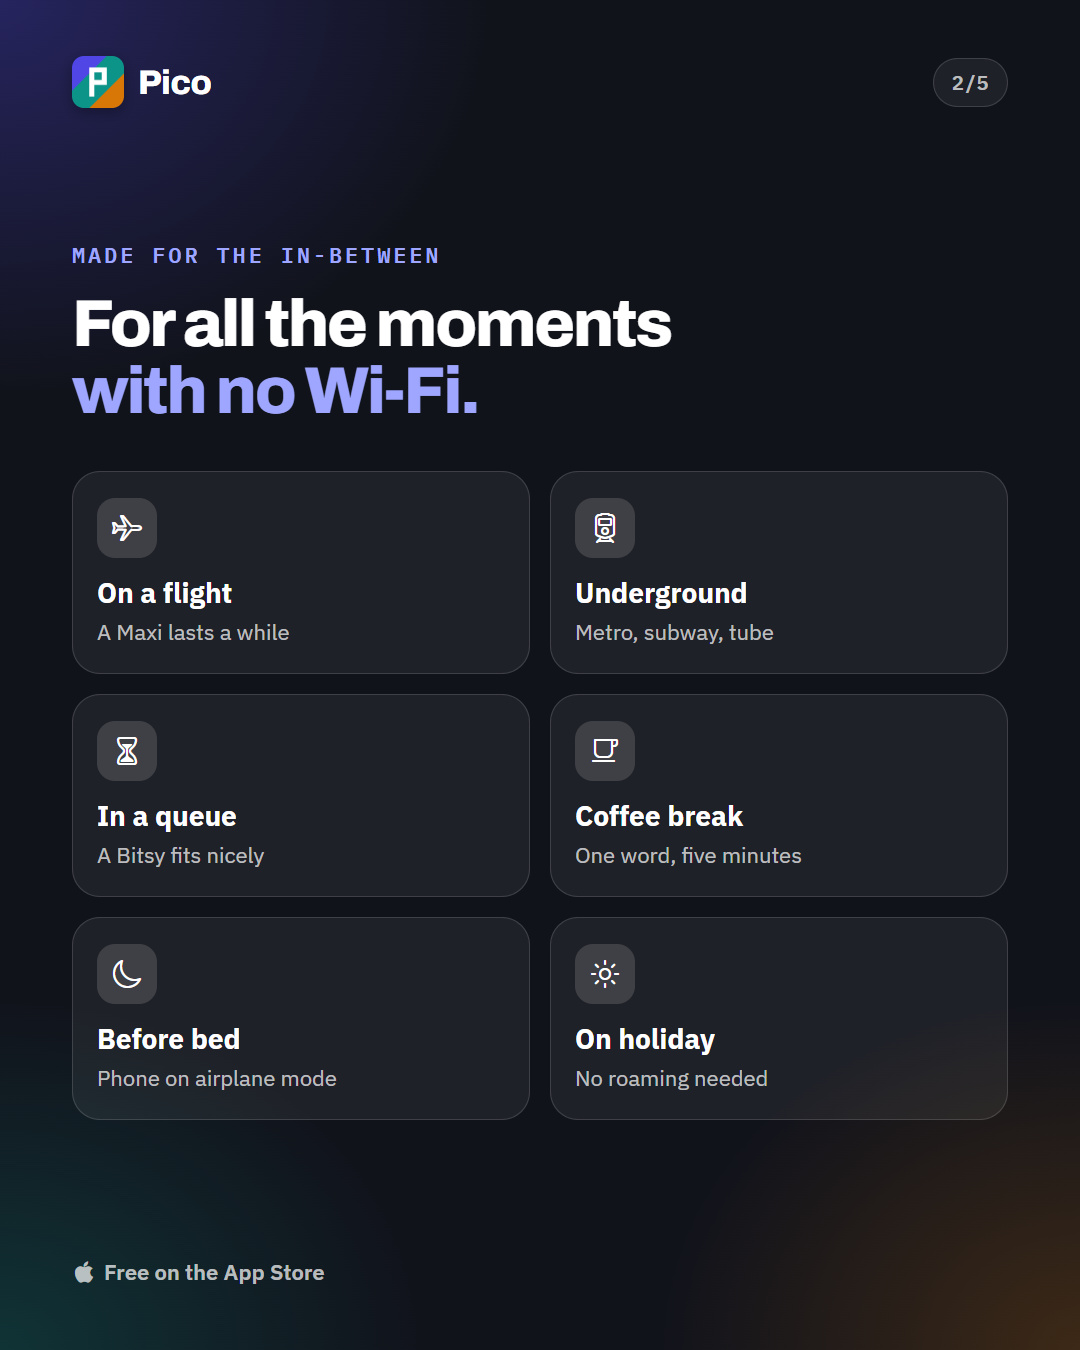 Pico
2/5
MADE FOR THE IN-BETWEEN
For all the moments
with no Wi-Fi.
On a flight
A Maxi lasts a while
Underground
Metro, subway, tube
In a queue
A Bitsy fits nicely
Coffee break
One word, five minutes
Before bed
Phone on airplane mode
On holiday
No roaming needed
Free on the App Store